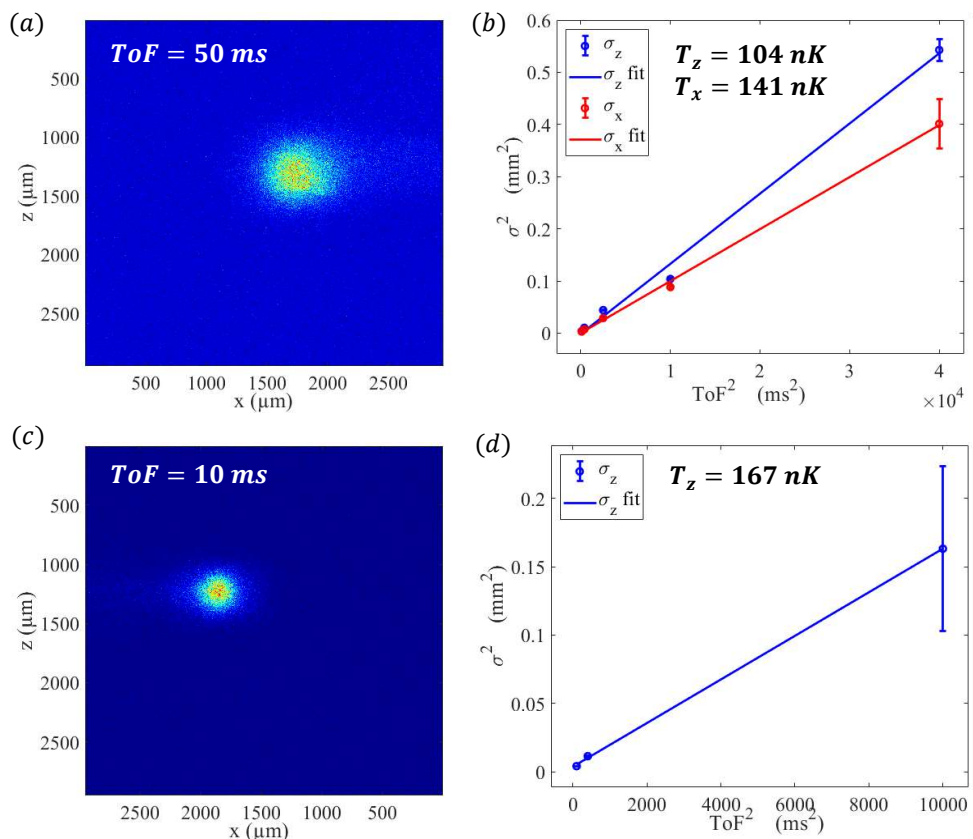 (a)
ToF = 50 ms
500
1000
1500
2000
2500
z (μm)
500 1000 1500 2000 2500
x (μm)
(b)
σz
σz fit
σx
σx fit
Tz = 104 nK
Tx = 141 nK
0.6
0.5
0.4
0.3
0.2
0.1
0
σ² (mm²)
0 1 2 3 4
ToF² (ms²)
×10⁴
(c)
ToF = 10 ms
500
1000
1500
2000
2500
z (μm)
2500 2000 1500 1000 500 0
x (μm)
(d)
σz
σz fit
Tz = 167 nK
0.2
0.15
0.1
0.05
0
σ² (mm²)
0 2000 4000 6000 8000 10000
ToF² (ms²)